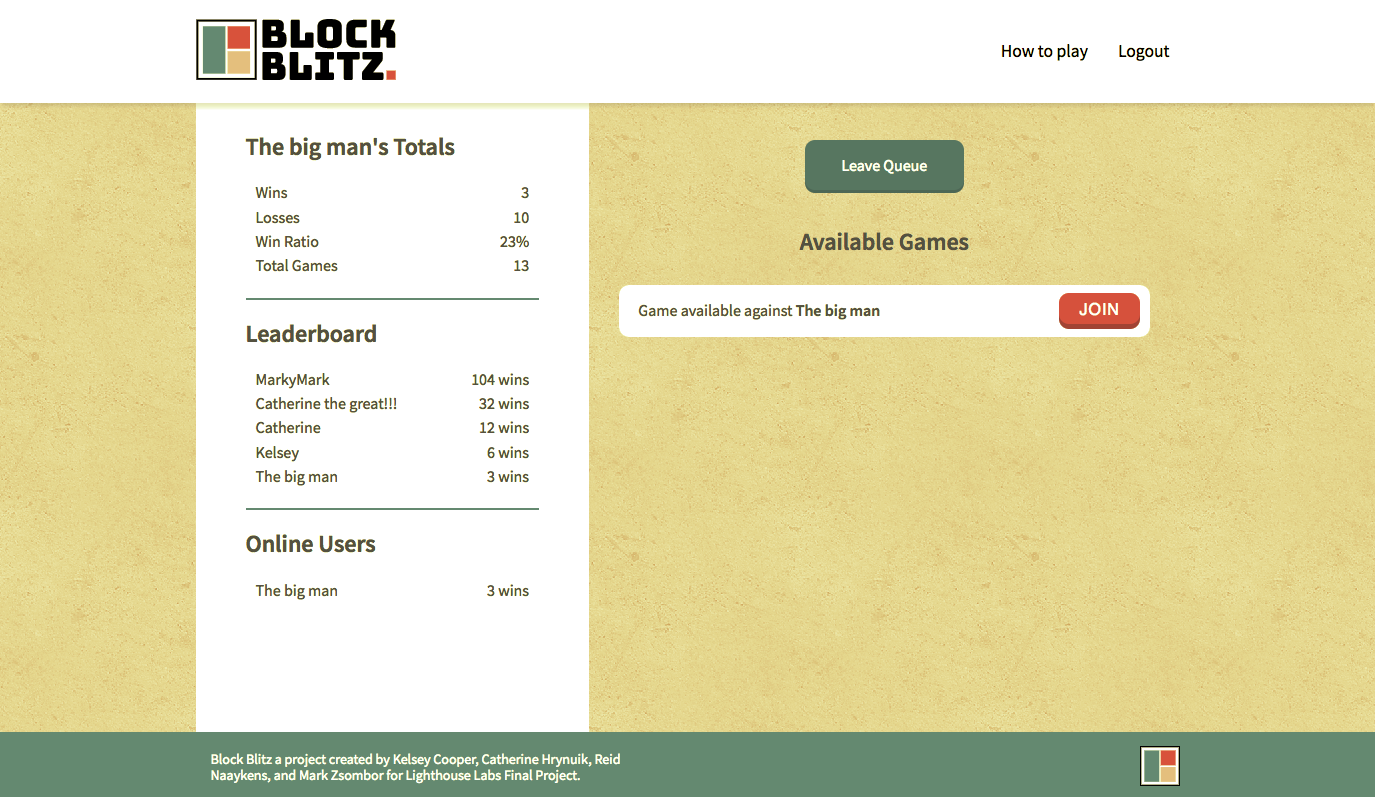 BLOCK
BLITZ.
How to play
Logout
The big man's Totals
Wins 3
Losses 10
Win Ratio 23%
Total Games 13
Leaderboard
MarkyMark 104 wins
Catherine the great!!! 32 wins
Catherine 12 wins
Kelsey 6 wins
The big man 3 wins
Online Users
The big man 3 wins
Leave Queue
Available Games
Game available against The big man
JOIN
Block Blitz a project created by Kelsey Cooper, Catherine Hrynuik, Reid
Naaykens, and Mark Zsombor for Lighthouse Labs Final Project.